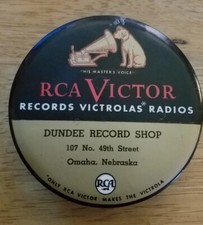 "HIS MASTER'S VOICE"
RCA VICTOR
RECORDS VICTROLAS® RADIOS
DUNDEE RECORD SHOP
107 No. 49th Street
Omaha, Nebraska
RCA
"ONLY RCA VICTOR MAKES THE VICTROLA